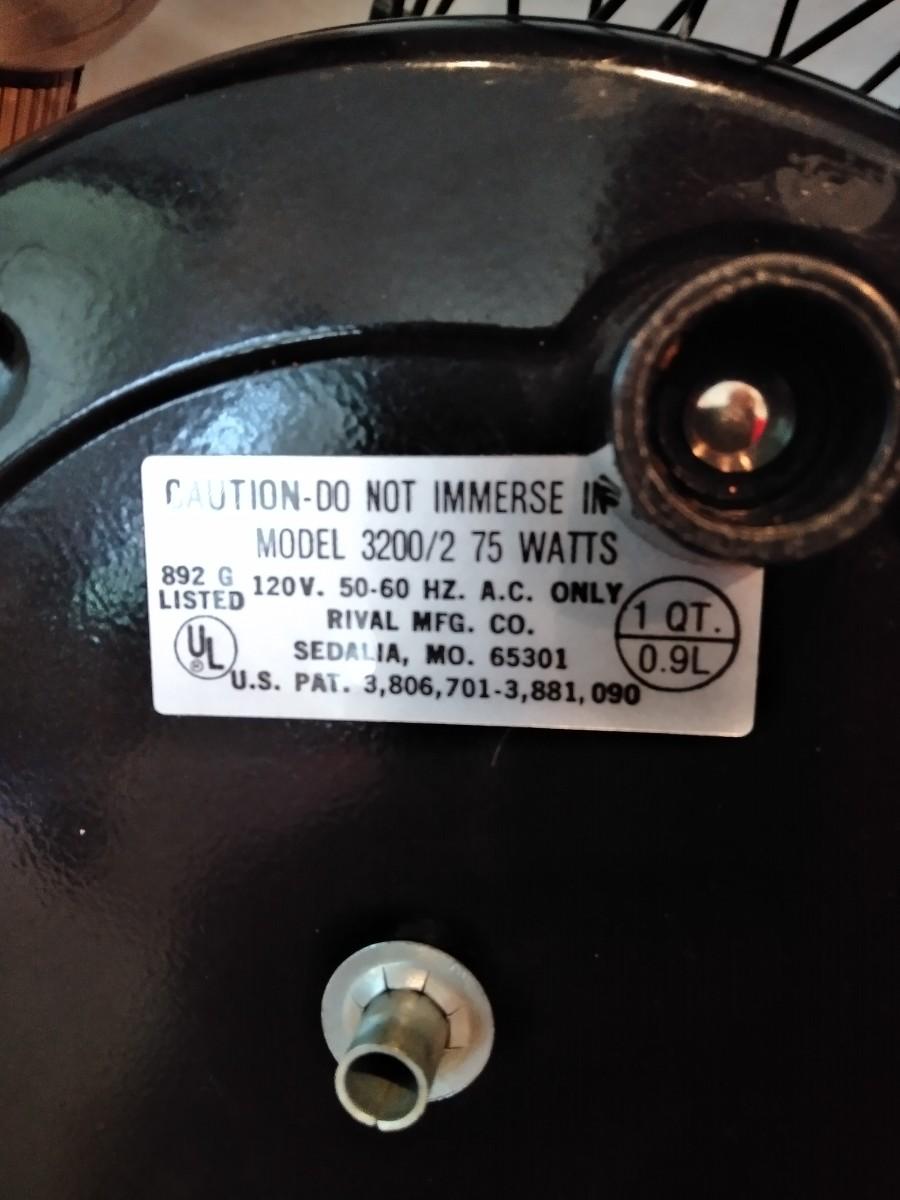 CAUTION-DO NOT IMMERSE IN
MODEL 3200/2 75 WATTS
892 G
LISTED
UL
®
120V. 50-60 HZ. A.C. ONLY
RIVAL MFG. CO.
SEDALIA, MO. 65301
U.S. PAT. 3,806,701-3,881,090
1 QT.
0.9L